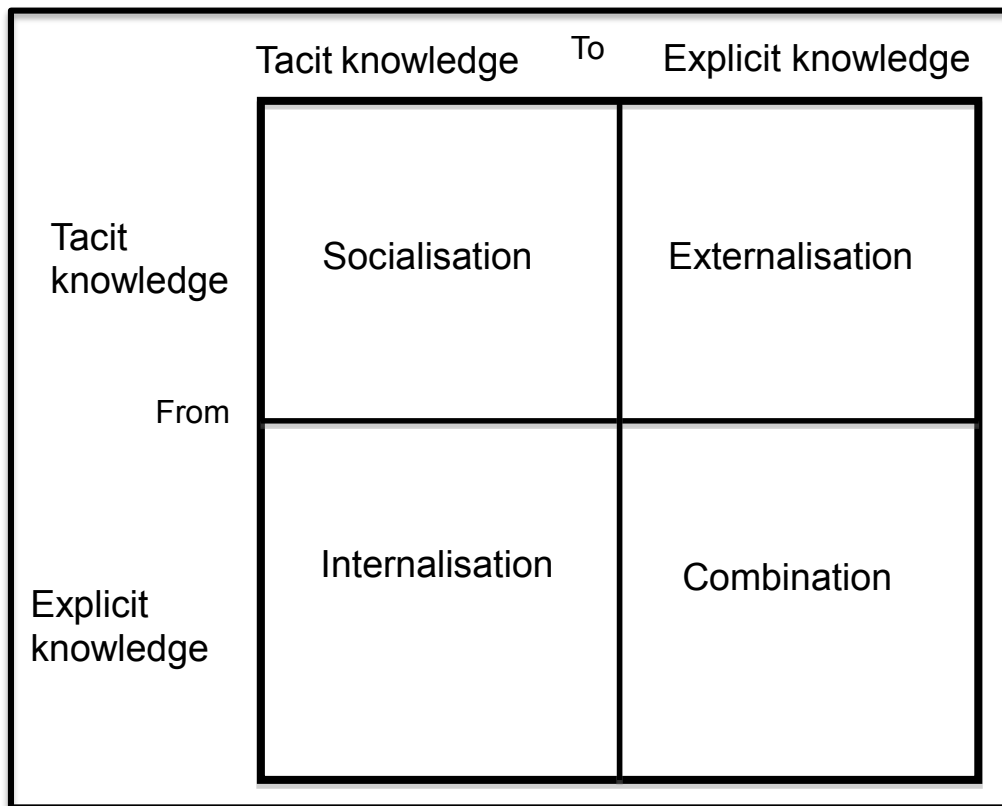 Tacit knowledge To Explicit knowledge
Tacit
knowledge
Socialisation Externalisation
From
Internalisation Combination
Explicit
knowledge